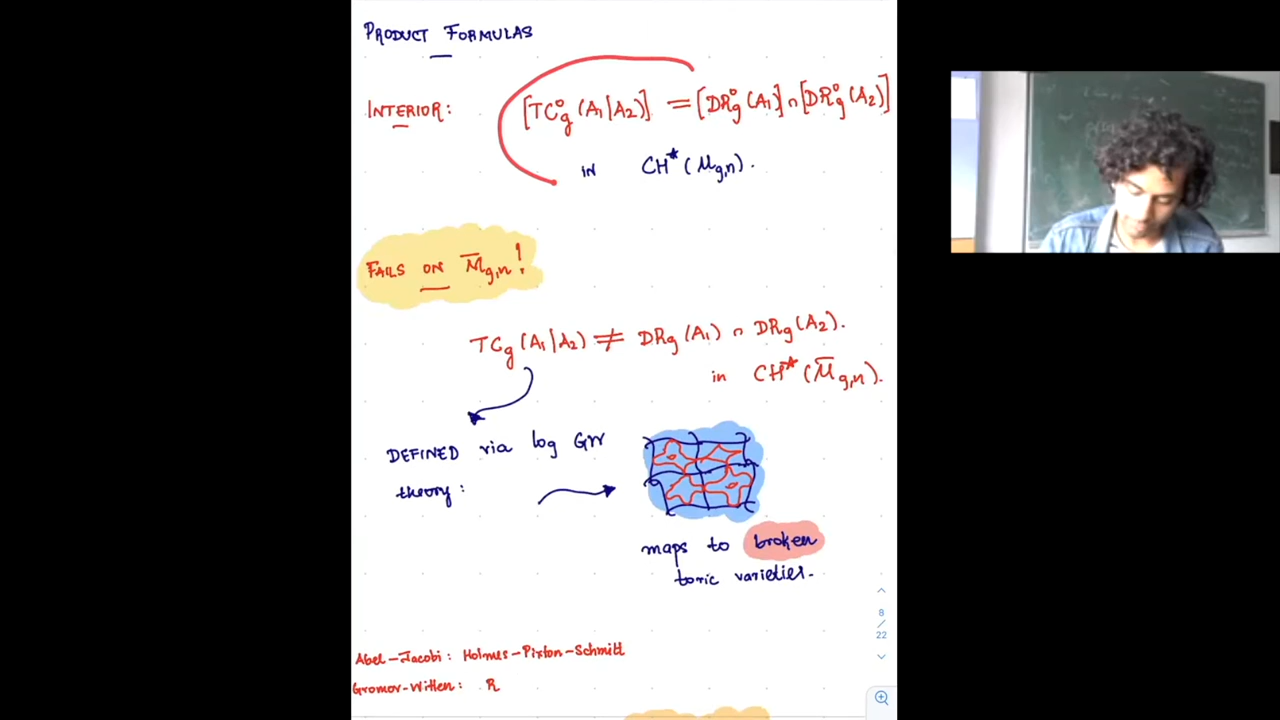 PRODUCT FORMULAS
INTERIOR: [TC°g(A1|A2)] = [DR°g(A1)] ∩ [DR°g(A2)]
IN CH*(Mg,n).
FAILS ON M̄g,n!
TCg(A1|A2) ≠ DRg(A1) ∩ DRg(A2).
in CH*(M̄g,n).
DEFINED via log GW
theory:
maps to broken
toric varieties.
8
/
22
Abel-Jacobi: Holmes-Pixton-Schmitt
Gromov-Witten: R